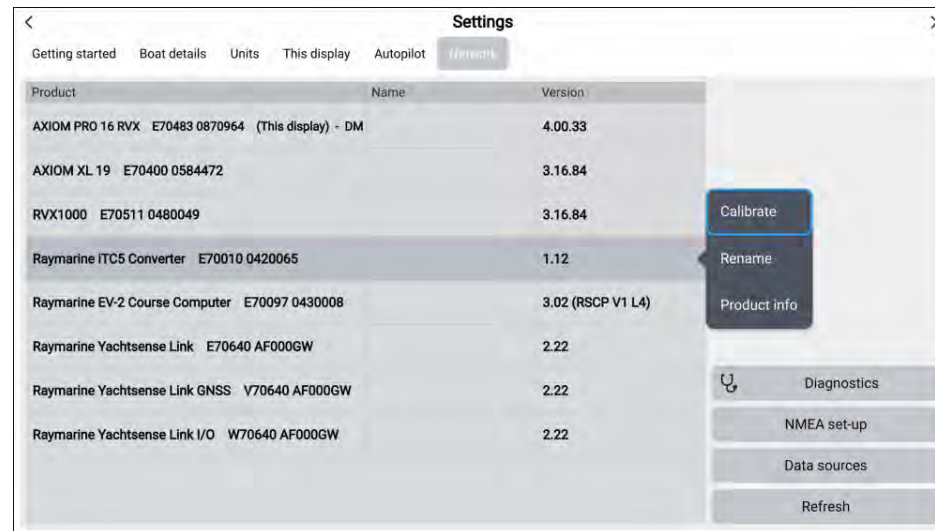 Settings
Getting started Boat details Units This display Autopilot Network
Product Name Version
AXIOM PRO 16 RVX E70483 0870964 (This display) - DM 4.00.33
AXIOM XL 19 E70400 0584472 3.16.84
RVX1000 E70511 0480049 3.16.84
Calibrate
Raymarine iTC5 Converter E70010 0420065 1.12 Rename
Raymarine EV-2 Course Computer E70097 0430008 3.02 (RSCP V1 L4) Product info
Raymarine Yachtsense Link E70640 AF000GW 2.22
Raymarine Yachtsense Link GNSS V70640 AF000GW 2.22
Raymarine Yachtsense Link I/O W70640 AF000GW 2.22
Diagnostics
NMEA set-up
Data sources
Refresh